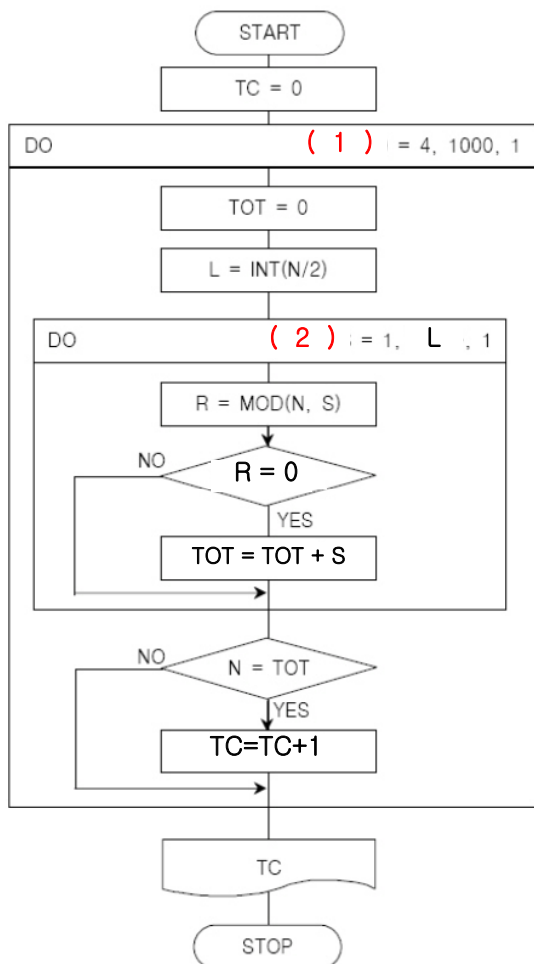 START
TC = 0
DO ( 1 ) = 4, 1000, 1
TOT = 0
L = INT(N/2)
DO ( 2 ) = 1, L , 1
R = MOD(N, S)
NO
R = 0
YES
TOT = TOT + S
NO
N = TOT
YES
TC=TC+1
TC
STOP